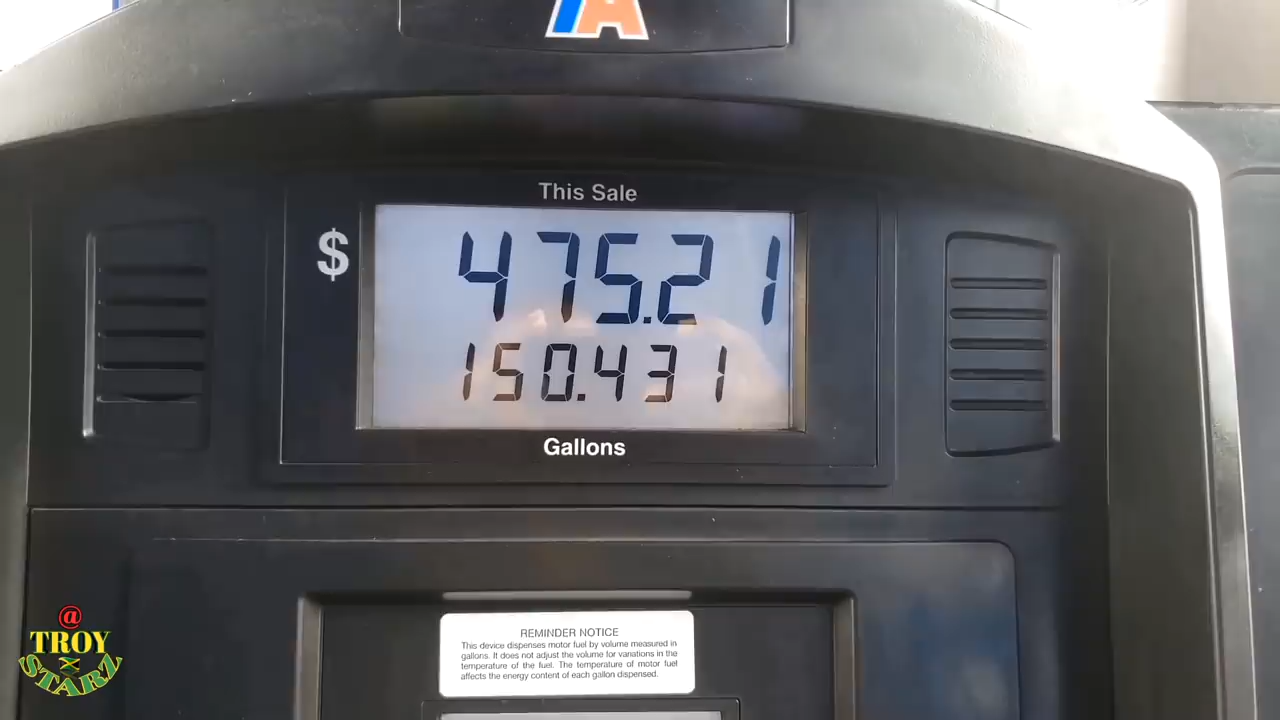 TA
This Sale
$ 475.21
150.431
Gallons
REMINDER NOTICE
This device dispenses motor fuel by volume measured in
gallons. It does not adjust the volume for variations in the
temperature of the fuel. The temperature of motor fuel
affects the energy content of each gallon dispensed.
@
TROY
Z
STARZ